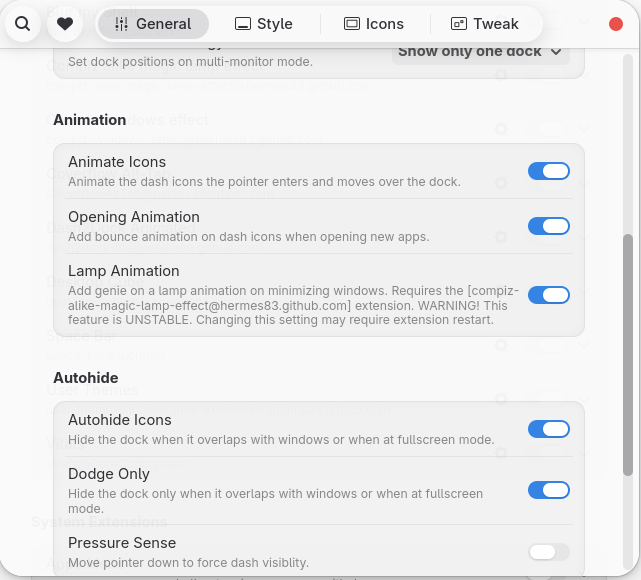 General
Style
Icons
Tweak
Show only one dock
Set dock positions on multi-monitor mode.
Animation
Animate Icons
Animate the dash icons the pointer enters and moves over the dock.
Opening Animation
Add bounce animation on dash icons when opening new apps.
Lamp Animation
Add genie on a lamp animation on minimizing windows. Requires the [compiz-
alike-magic-lamp-effect@hermes83.github.com] extension. WARNING! This
feature is UNSTABLE. Changing this setting may require extension restart.
Autohide
Autohide Icons
Hide the dock when it overlaps with windows or when at fullscreen mode.
Dodge Only
Hide the dock only when it overlaps with windows or when at fullscreen
mode.
Pressure Sense
Move pointer down to force dash visiblity.
System Extensions